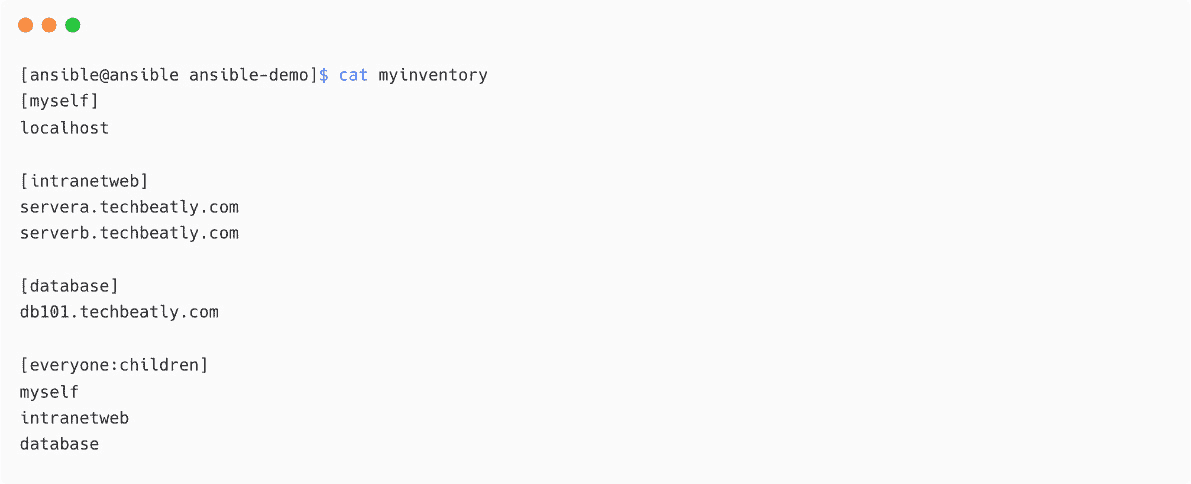 [ansible@ansible ansible-demo]$ cat myinventory
[myself]
localhost
[intranetweb]
servera.techbeatly.com
serverb.techbeatly.com
[database]
db101.techbeatly.com
[everyone:children]
myself
intranetweb
database